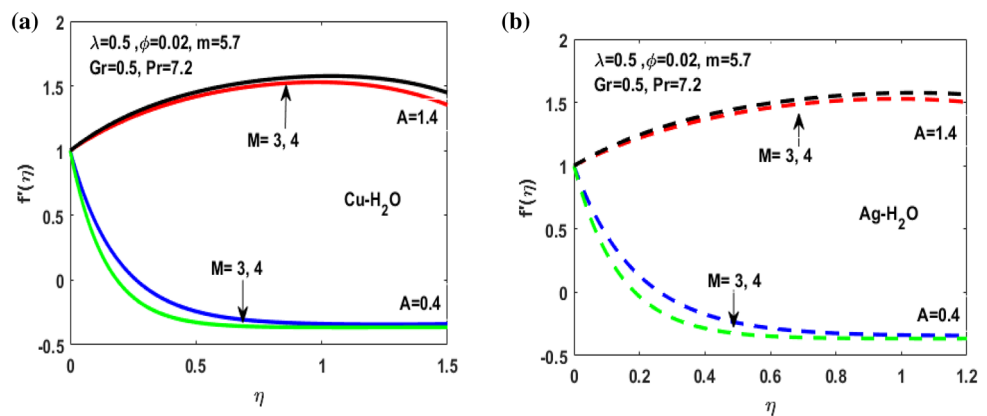 (a)
2
λ=0.5 ,ϕ=0.02, m=5.7
Gr=0.5, Pr=7.2
1.5
A=1.4
M= 3, 4
1
f'(η)
Cu-H₂O
0.5
M= 3, 4
0
A=0.4
-0.5
0 0.5 1 1.5
η
(b)
2
λ=0.5 ,ϕ=0.02, m=5.7
Gr=0.5, Pr=7.2
1.5
A=1.4
M= 3, 4
1
f'(η)
Ag-H₂O
0.5
M= 3, 4
0
A=0.4
-0.5
0 0.2 0.4 0.6 0.8 1 1.2
η